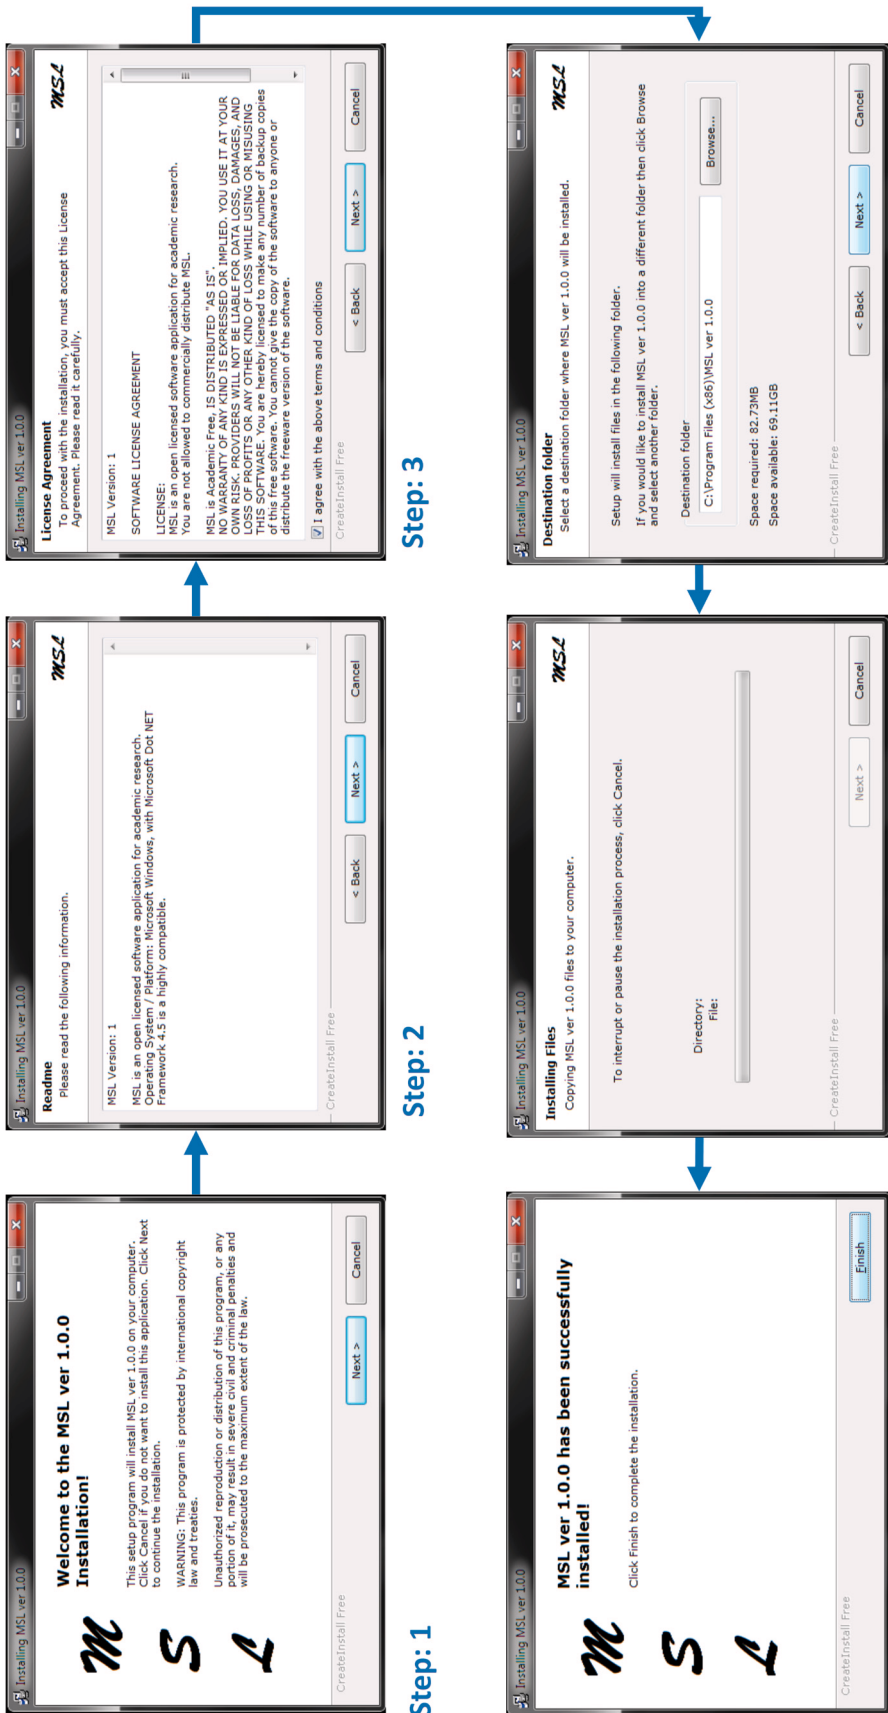 Installing MSL ver 1.0.0
M
S
L
Welcome to the MSL ver 1.0.0
Installation!
This setup program will install MSL ver 1.0.0 on your computer.
Click Cancel if you do not want to install this application. Click Next
to continue the installation.
WARNING: This program is protected by international copyright
law and treaties.
Unauthorized reproduction or distribution of this program, or any
portion of it, may result in severe civil and criminal penalties and
will be prosecuted to the maximum extent of the law.
CreateInstall Free
Next >
Cancel
Step: 1
Installing MSL ver 1.0.0
Readme
Please read the following information.
MSL
MSL Version: 1
MSL is an open licensed software application for academic research.
Operating System / Platform: Microsoft Windows, with Microsoft Dot NET
Framework 4.5 is a highly compatible.
CreateInstall Free
< Back
Next >
Cancel
Step: 2
Installing MSL ver 1.0.0
License Agreement
To proceed with the installation, you must accept this License
Agreement. Please read it carefully.
MSL
MSL Version: 1
SOFTWARE LICENSE AGREEMENT
LICENSE:
MSL is an open licensed software application for academic research.
You are not allowed to commercially distribute MSL.
MSL is Academic Free, IS DISTRIBUTED "AS IS".
NO WARRANTY OF ANY KIND IS EXPRESSED OR IMPLIED. YOU USE IT AT YOUR
OWN RISK. PROVIDERS WILL NOT BE LIABLE FOR DATA LOSS, DAMAGES, AND
LOSS OF PROFITS OR ANY OTHER KIND OF LOSS WHILE USING OR MISUSING
THIS SOFTWARE. You are hereby licensed to make any number of backup copies
of this free software. You cannot give the copy of the software to anyone or
distribute the freeware version of the software.
I agree with the above terms and conditions
CreateInstall Free
< Back
Next >
Cancel
Step: 3
Installing MSL ver 1.0.0
M
S
L
MSL ver 1.0.0 has been successfully
installed!
Click Finish to complete the installation.
CreateInstall Free
Finish
Installing MSL ver 1.0.0
Installing Files
Copying MSL ver 1.0.0 files to your computer.
MSL
To interrupt or pause the installation process, click Cancel.
Directory:
File:
CreateInstall Free
Next >
Cancel
Installing MSL ver 1.0.0
Destination folder
Select a destination folder where MSL ver 1.0.0 will be installed.
MSL
Setup will install files in the following folder.
If you would like to install MSL ver 1.0.0 into a different folder then click Browse
and select another folder.
Destination folder
C:\Program Files (x86)\MSL ver 1.0.0
Browse...
Space required: 82.73MB
Space available: 69.11GB
CreateInstall Free
< Back
Next >
Cancel